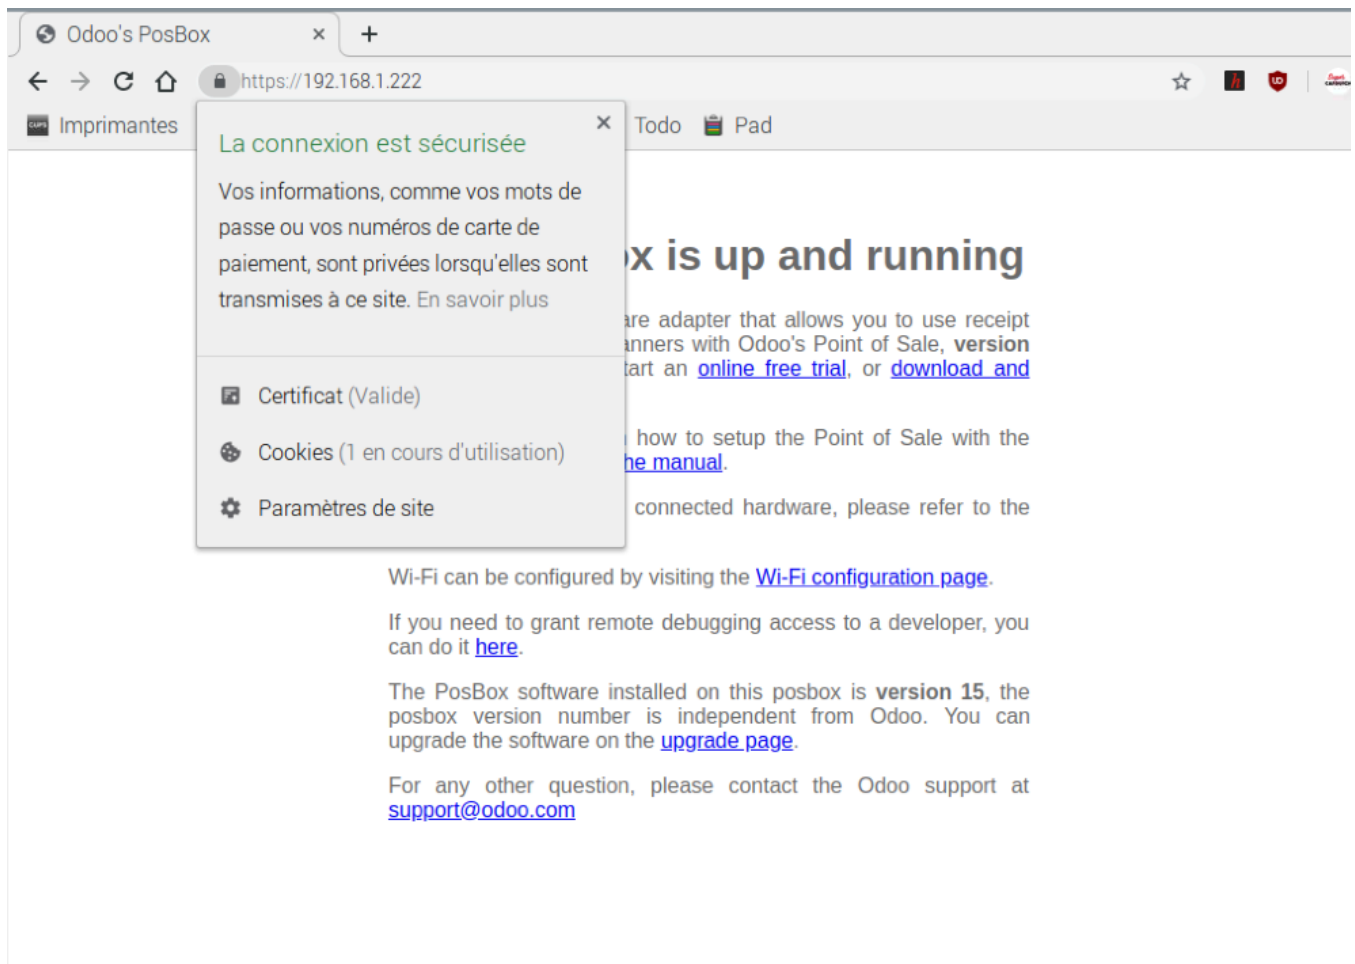 Odoo's PosBox
https://192.168.1.222
Imprimantes
Todo
Pad
La connexion est sécurisée
Vos informations, comme vos mots de
passe ou vos numéros de carte de
paiement, sont privées lorsqu'elles sont
transmises à ce site. En savoir plus
Certificat (Valide)
Cookies (1 en cours d'utilisation)
Paramètres de site
x is up and running
are adapter that allows you to use receipt
anners with Odoo's Point of Sale, version
tart an online free trial, or download and
how to setup the Point of Sale with the
he manual.
connected hardware, please refer to the
Wi-Fi can be configured by visiting the Wi-Fi configuration page.
If you need to grant remote debugging access to a developer, you
can do it here.
The PosBox software installed on this posbox is version 15, the
posbox version number is independent from Odoo. You can
upgrade the software on the upgrade page.
For any other question, please contact the Odoo support at
support@odoo.com